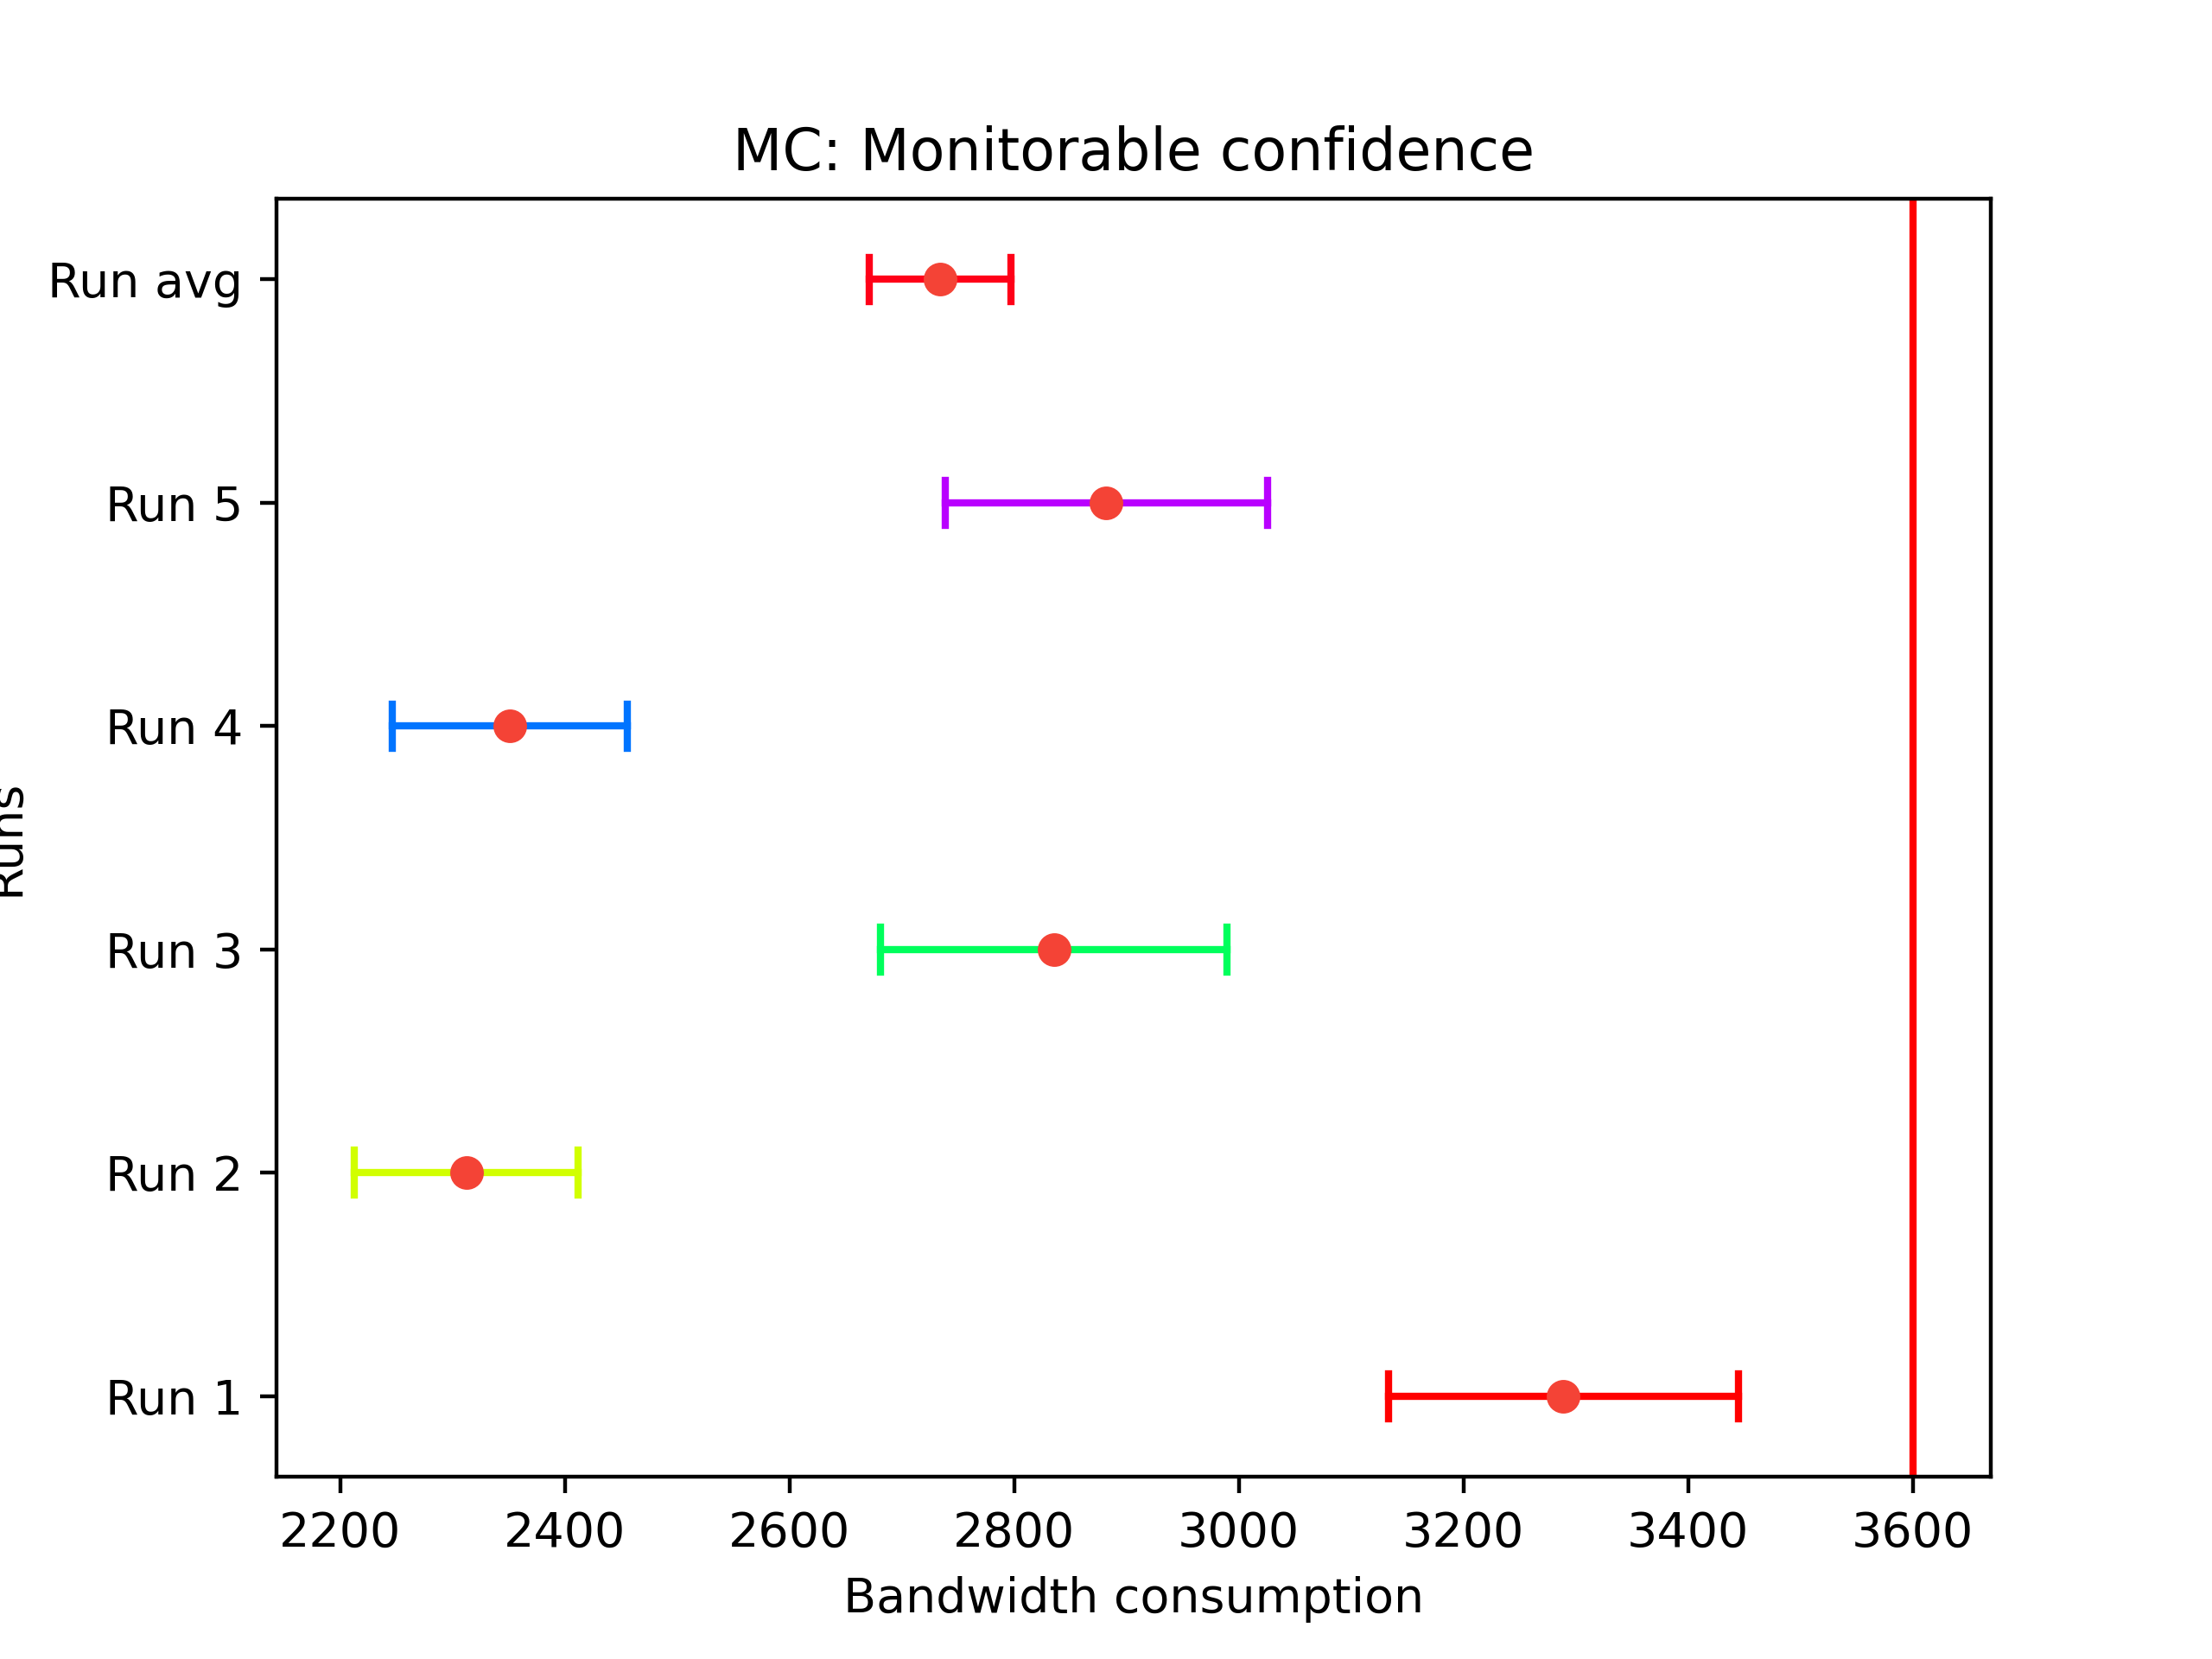 MC: Monitorable confidence
Run avg
Run 5
Run 4
Run 3
Run 2
Run 1
Runs
2200 2400 2600 2800 3000 3200 3400 3600
Bandwidth consumption